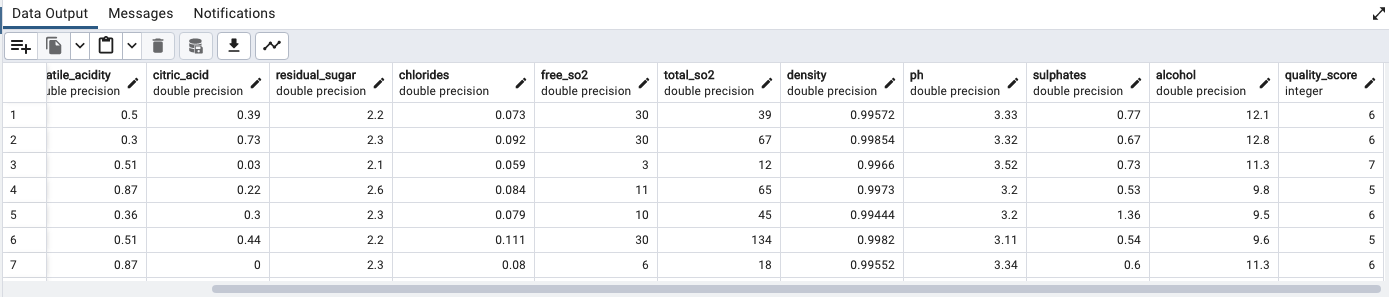 Data Output Messages Notifications
atile_acidity citric_acid residual_sugar chlorides free_so2 total_so2 density ph sulphates alcohol quality_score
uble precision double precision double precision double precision double precision double precision double precision double precision double precision double precision integer
1 0.5 0.39 2.2 0.073 30 39 0.99572 3.33 0.77 12.1 6
2 0.3 0.73 2.3 0.092 30 67 0.99854 3.32 0.67 12.8 6
3 0.51 0.03 2.1 0.059 3 12 0.9966 3.52 0.73 11.3 7
4 0.87 0.22 2.6 0.084 11 65 0.9973 3.2 0.53 9.8 5
5 0.36 0.3 2.3 0.079 10 45 0.99444 3.2 1.36 9.5 6
6 0.51 0.44 2.2 0.111 30 134 0.9982 3.11 0.54 9.6 5
7 0.87 0 2.3 0.08 6 18 0.99552 3.34 0.6 11.3 6